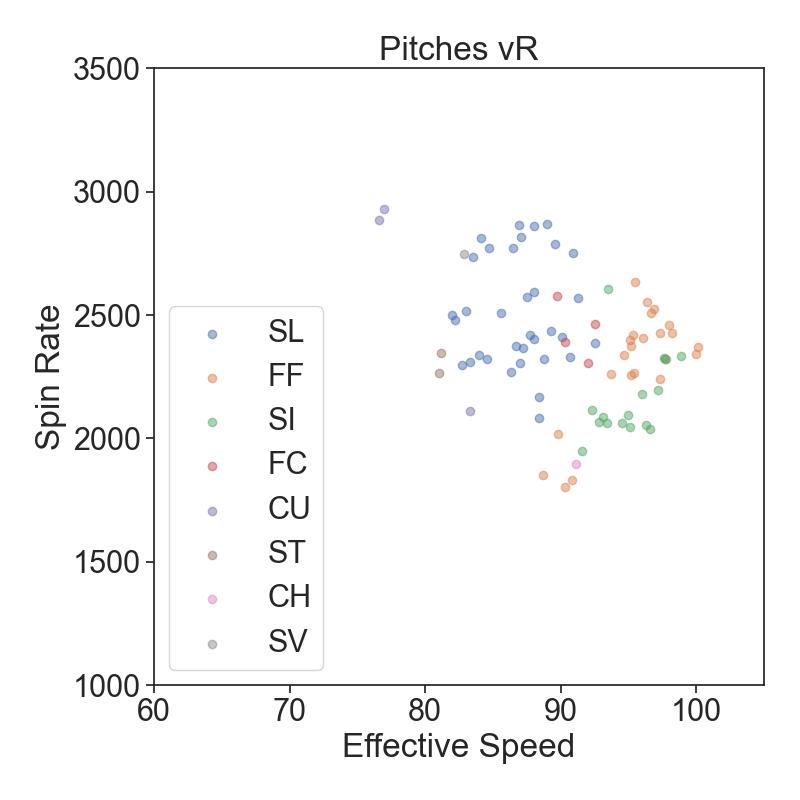 Pitches vR
3500
3000
2500
2000
1500
1000
Spin Rate
SL
FF
SI
FC
CU
ST
CH
SV
60 70 80 90 100
Effective Speed